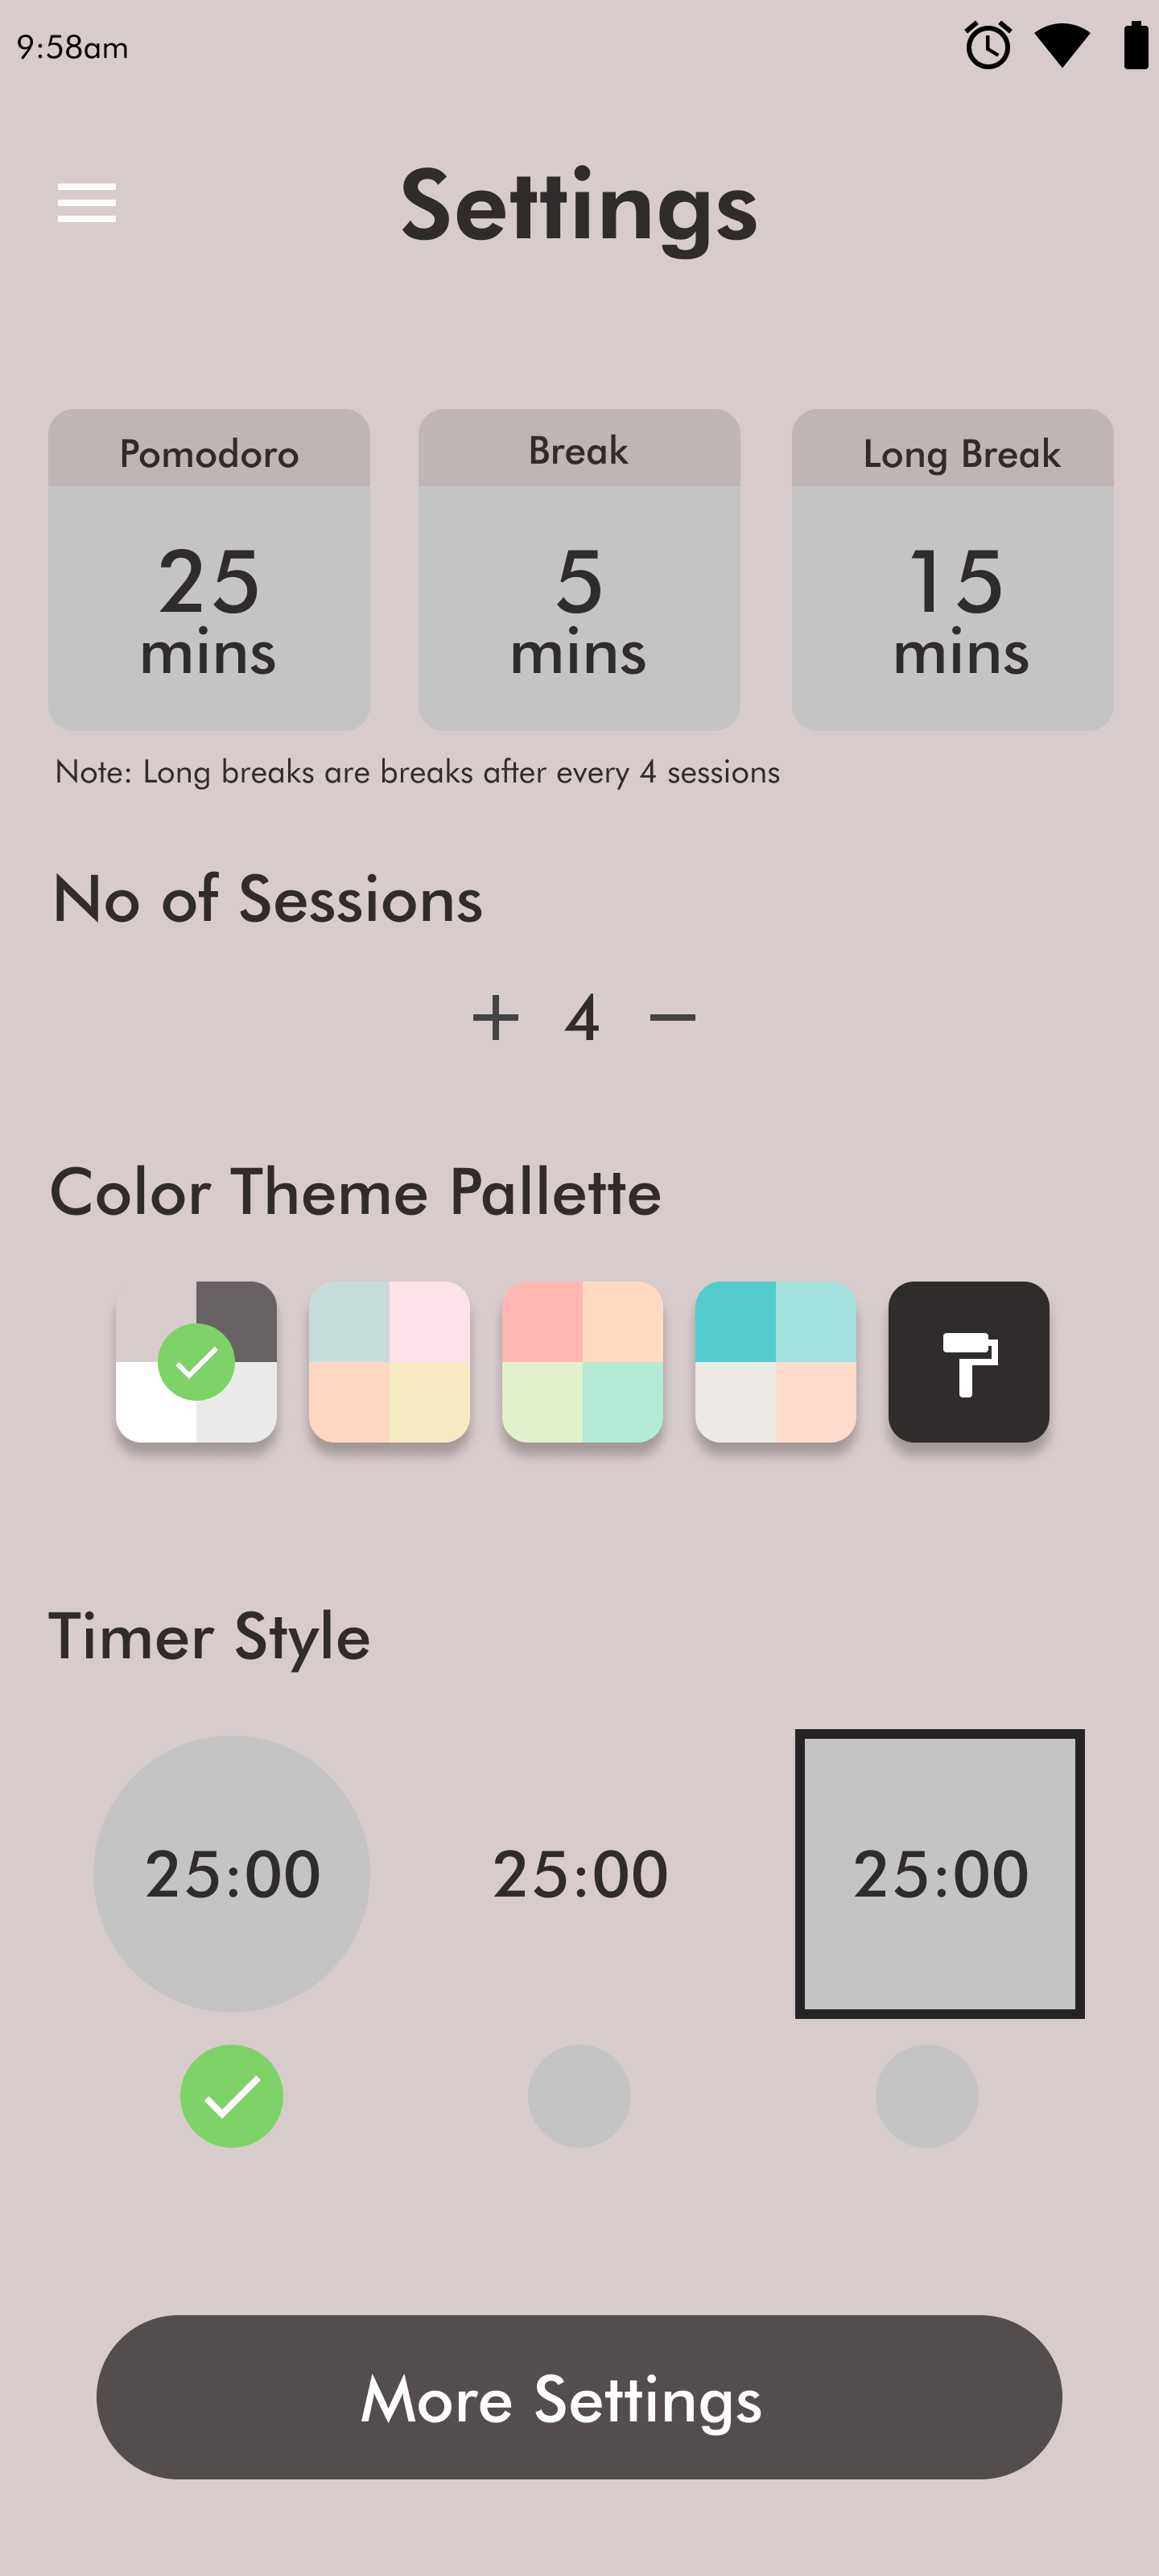 9:58am
Settings
Pomodoro
25
mins
Break
5
mins
Long Break
15
mins
Note: Long breaks are breaks after every 4 sessions
No of Sessions
+ 4 −
Color Theme Pallette
Timer Style
25:00
25:00
25:00
More Settings